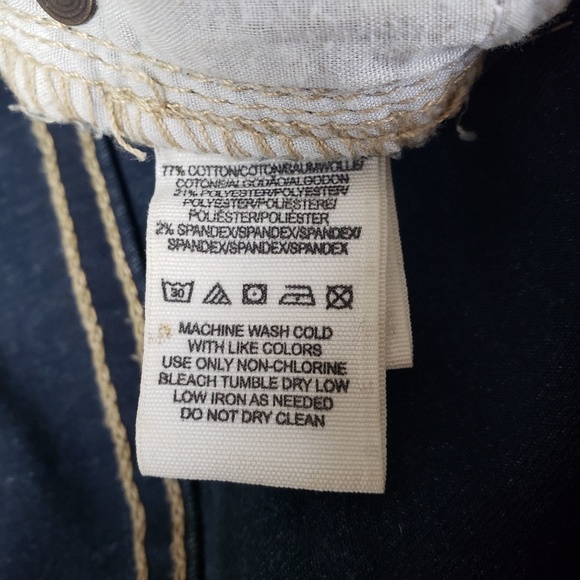 77% COTTON/COTON/BAUMWOLLE/
COTONE/ALGODÃO/ALGODON
21% POLYESTER/POLYESTER/
POLYESTER/POLIESTERE/
POLIÉSTER/POLIÉSTER
2% SPANDEX/SPANDEX/SPANDEX/
SPANDEX/SPANDEX/SPANDEX
30
MACHINE WASH COLD
WITH LIKE COLORS
USE ONLY NON-CHLORINE
BLEACH TUMBLE DRY LOW
LOW IRON AS NEEDED
DO NOT DRY CLEAN